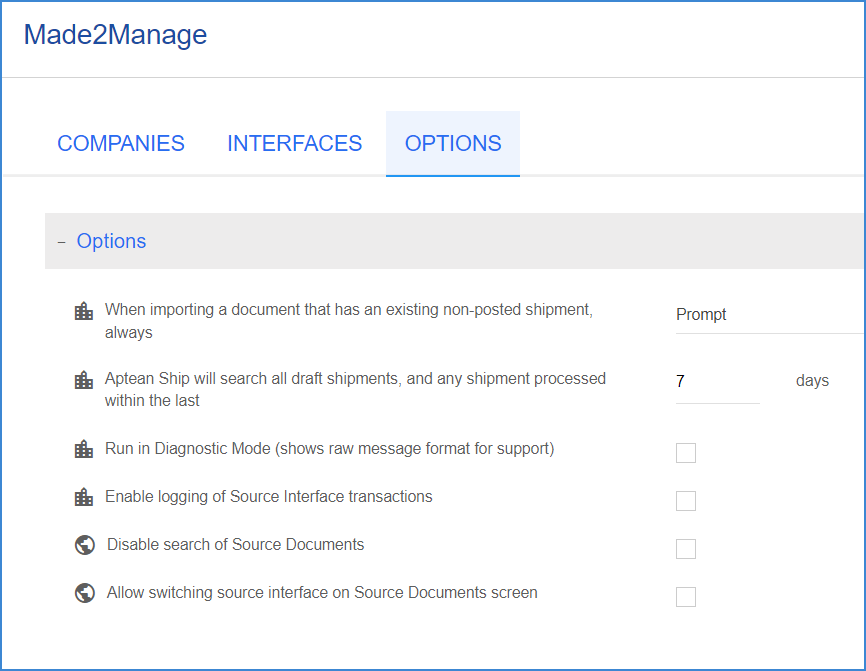 Made2Manage
COMPANIES INTERFACES OPTIONS
– Options
When importing a document that has an existing non-posted shipment,
always
Prompt
Aptean Ship will search all draft shipments, and any shipment processed
within the last
7 days
Run in Diagnostic Mode (shows raw message format for support)
Enable logging of Source Interface transactions
Disable search of Source Documents
Allow switching source interface on Source Documents screen